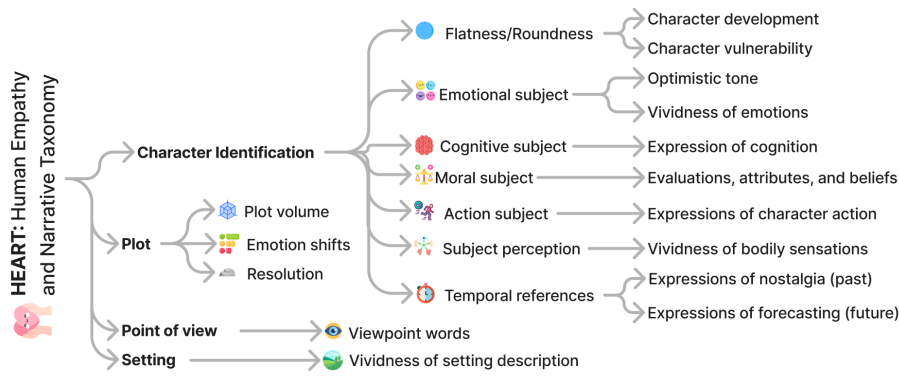 HEART: Human Empathy
and Narrative Taxonomy
Character Identification
Flatness/Roundness
Character development
Character vulnerability
Emotional subject
Optimistic tone
Vividness of emotions
Cognitive subject
Expression of cognition
Moral subject
Evaluations, attributes, and beliefs
Action subject
Expressions of character action
Subject perception
Vividness of bodily sensations
Temporal references
Expressions of nostalgia (past)
Expressions of forecasting (future)
Plot
Plot volume
Emotion shifts
Resolution
Point of view
Viewpoint words
Setting
Vividness of setting description